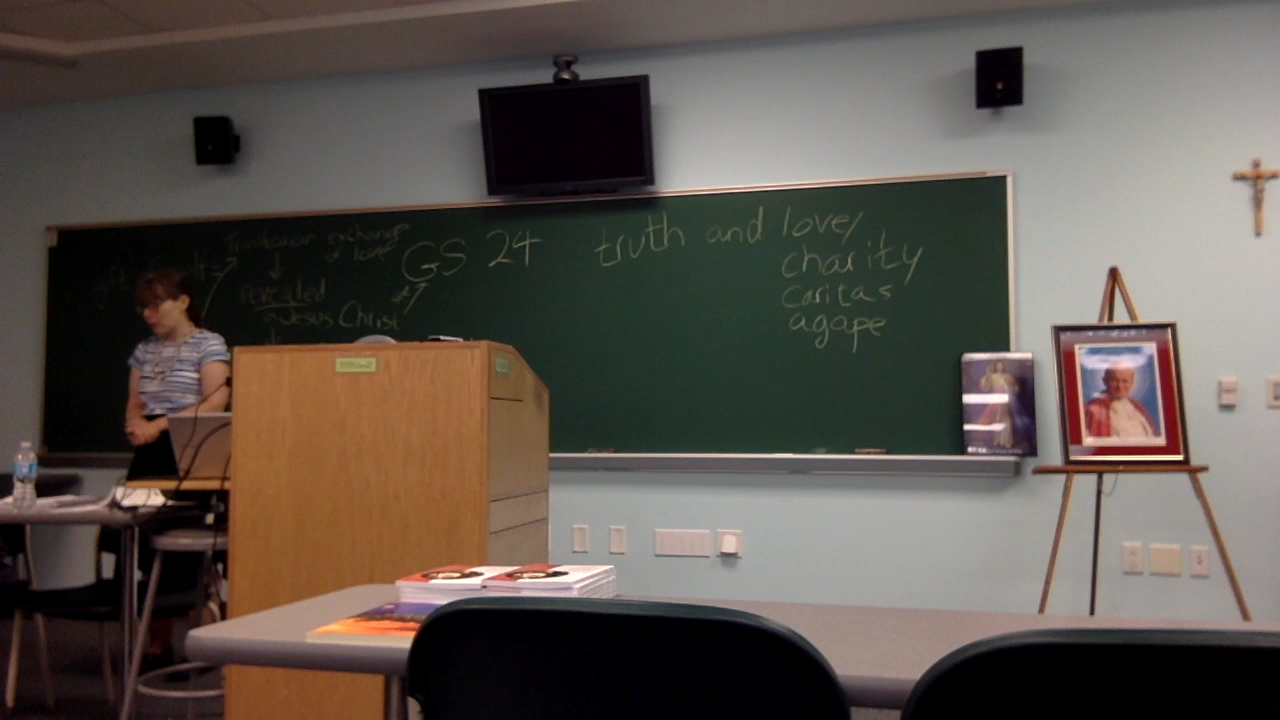 Trinitarian exchange
of love
revealed
Jesus Christ
GS 24
truth and love/
charity
caritas
agape